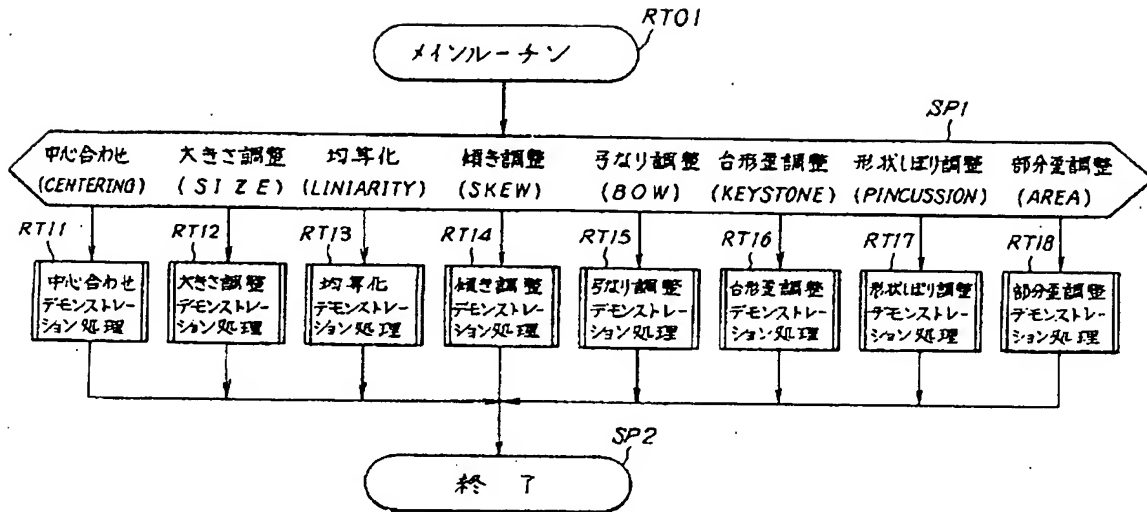 RT01
メインルーチン
SP1
中心合わせ 大きさ調整 均等化 傾き調整 弓なり調整 台形歪調整 形状しぼり調整 部分歪調整
(CENTERING) (SIZE) (LINIARITY) (SKEW) (BOW) (KEYSTONE) (PINCUSSION) (AREA)
RT11 RT12 RT13 RT14 RT15 RT16 RT17 RT18
中心合わせ 大きさ調整 均等化 傾き調整 弓なり調整 台形歪調整 形状しぼり調整 部分歪調整
デモンストレー デモンストレー デモンストレー デモンストレー デモンストレー デモンストレー デモンストレー デモンストレー
ション処理 ション処理 ション処理 ション処理 ション処理 ション処理 ション処理 ション処理
SP2
終了